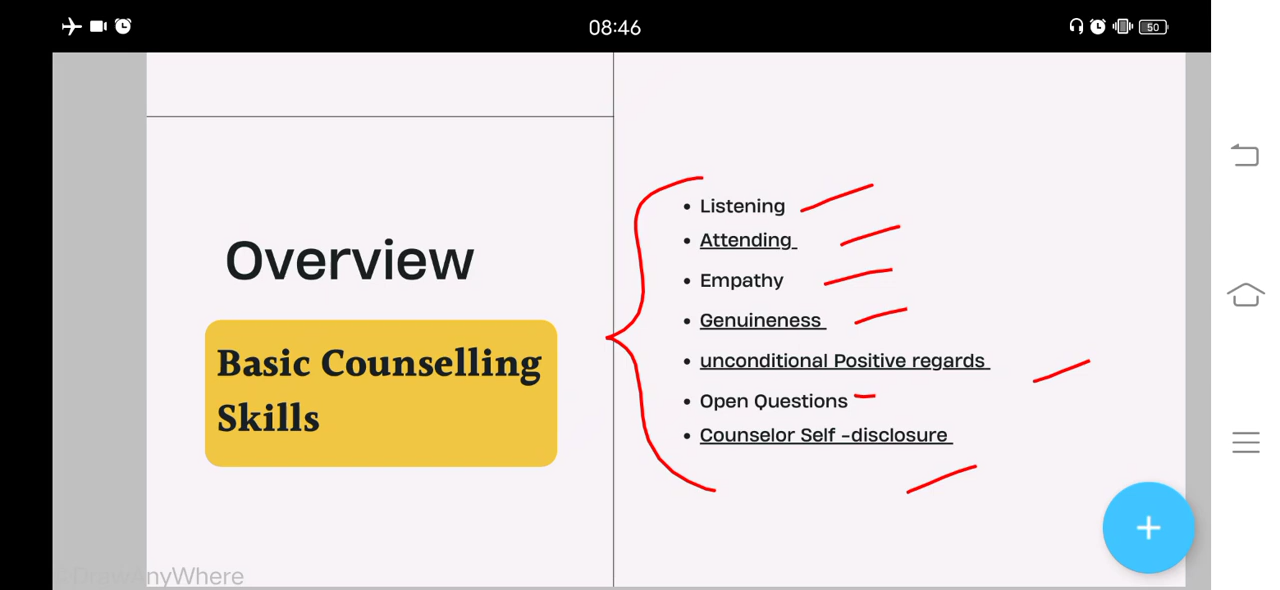 08:46
50
Overview
Basic Counselling
Skills
• Listening
• Attending
• Empathy
• Genuineness
• unconditional Positive regards
• Open Questions
• Counselor Self -disclosure
DrawAnyWhere